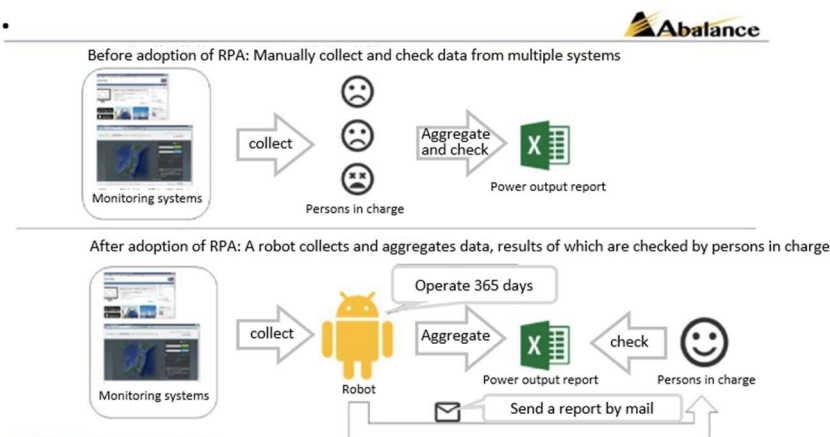 Abalance
Before adoption of RPA: Manually collect and check data from multiple systems
collect
Aggregate
and check
X
Monitoring systems
Persons in charge
Power output report
After adoption of RPA: A robot collects and aggregates data, results of which are checked by persons in charge
Operate 365 days
collect
Aggregate
X
check
Monitoring systems
Robot
Power output report
Persons in charge
Send a report by mail